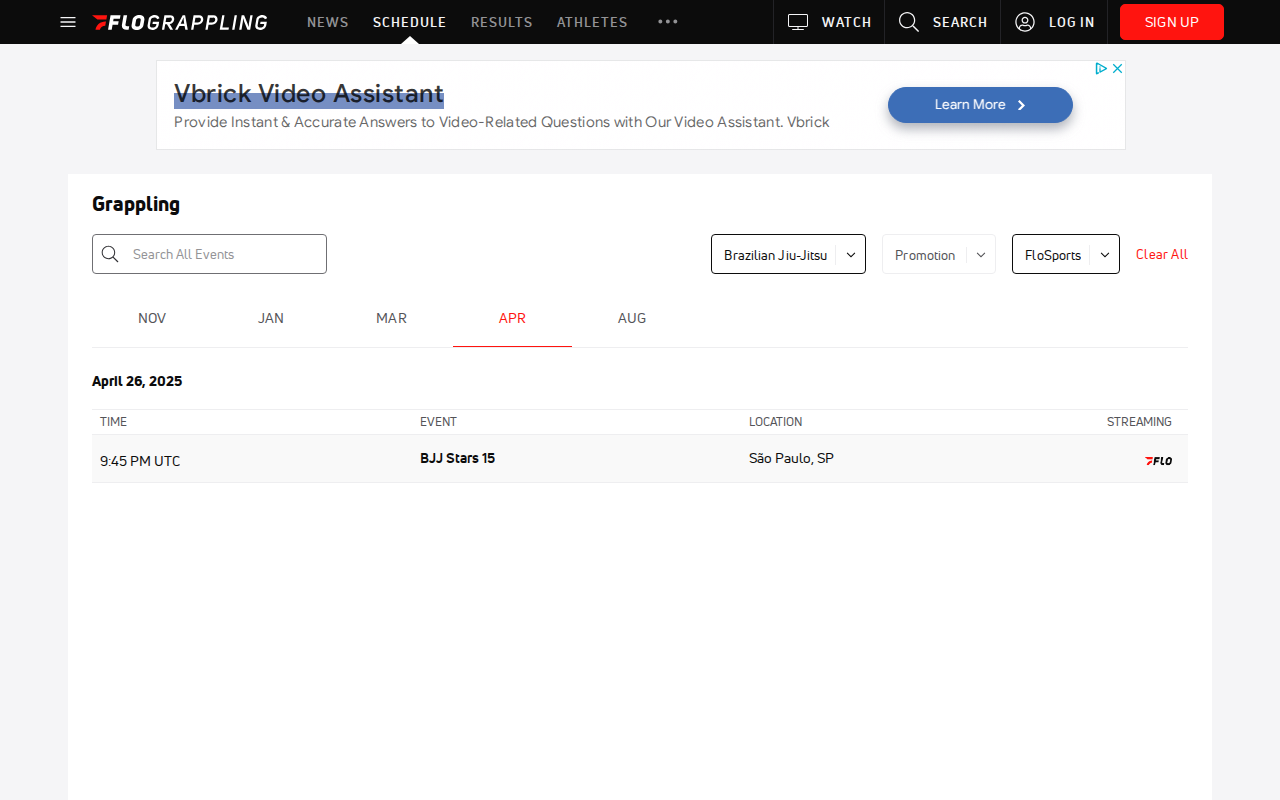 FLOGRAPPLING NEWS SCHEDULE RESULTS ATHLETES ••• WATCH SEARCH LOG IN SIGN UP
Vbrick Video Assistant
Provide Instant & Accurate Answers to Video-Related Questions with Our Video Assistant. Vbrick
Learn More
Grappling
Search All Events Brazilian Jiu-Jitsu Promotion FloSports Clear All
NOV JAN MAR APR AUG
April 26, 2025
TIME EVENT LOCATION STREAMING
9:45 PM UTC BJJ Stars 15 São Paulo, SP FLO